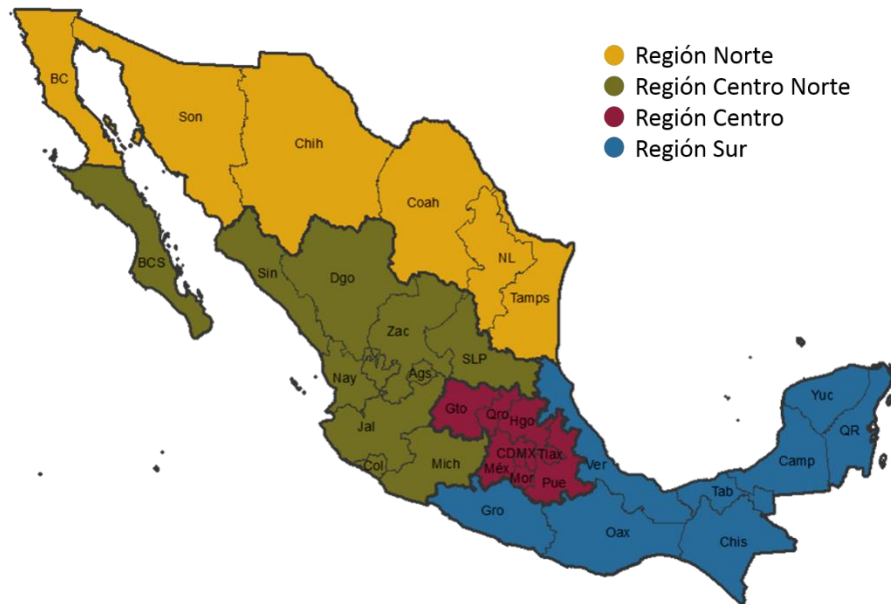 Región Norte
Región Centro Norte
Región Centro
Región Sur
BC
Son
Chih
Coah
NL
Tamps
BCS
Sin
Dgo
Zac
SLP
Nay
Ags
Jal
Col
Mich
Gto
Qro
Hgo
CDMX
Tlax
Méx
Mor
Pue
Ver
Gro
Oax
Tab
Chis
Camp
Yuc
QR